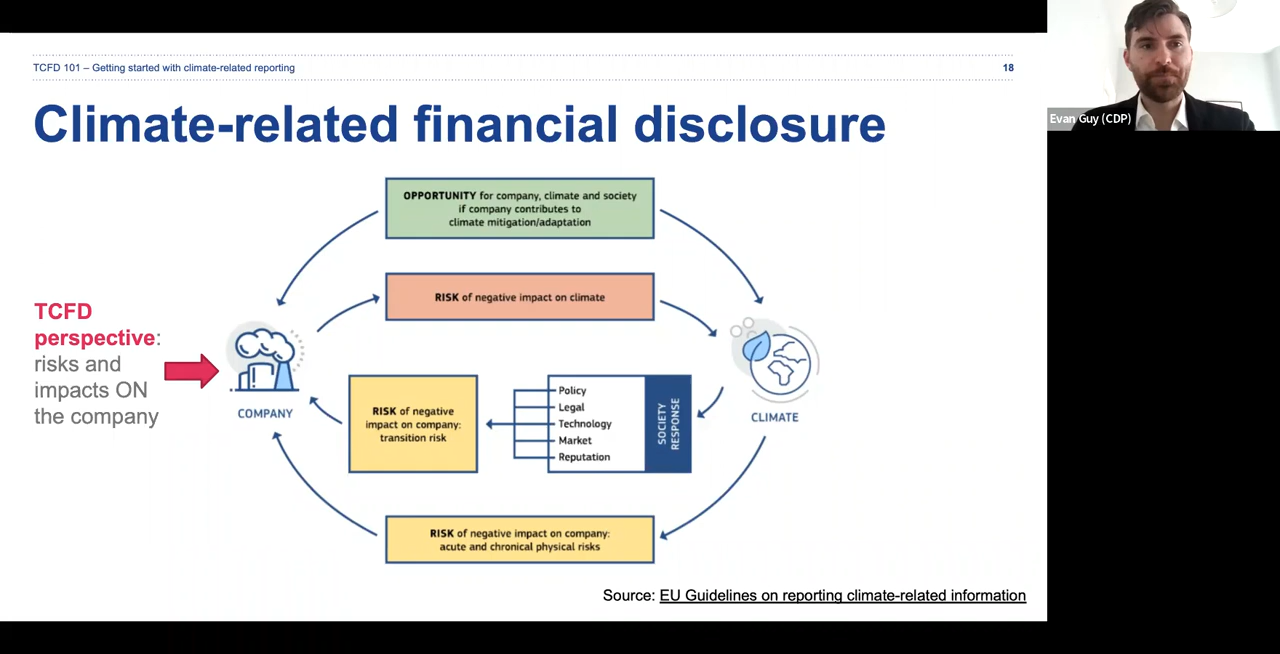 TCFD 101 – Getting started with climate-related reporting
18
Climate-related financial disclosure
Evan Guy (CDP)
OPPORTUNITY for company, climate and society
if company contributes to
climate mitigation/adaptation
RISK of negative impact on climate
TCFD
perspective:
risks and
impacts ON
the company
COMPANY
RISK of negative
impact on company:
transition risk
Policy
Legal
Technology
Market
Reputation
SOCIETY
RESPONSE
CLIMATE
RISK of negative impact on company:
acute and chronical physical risks
Source: EU Guidelines on reporting climate-related information